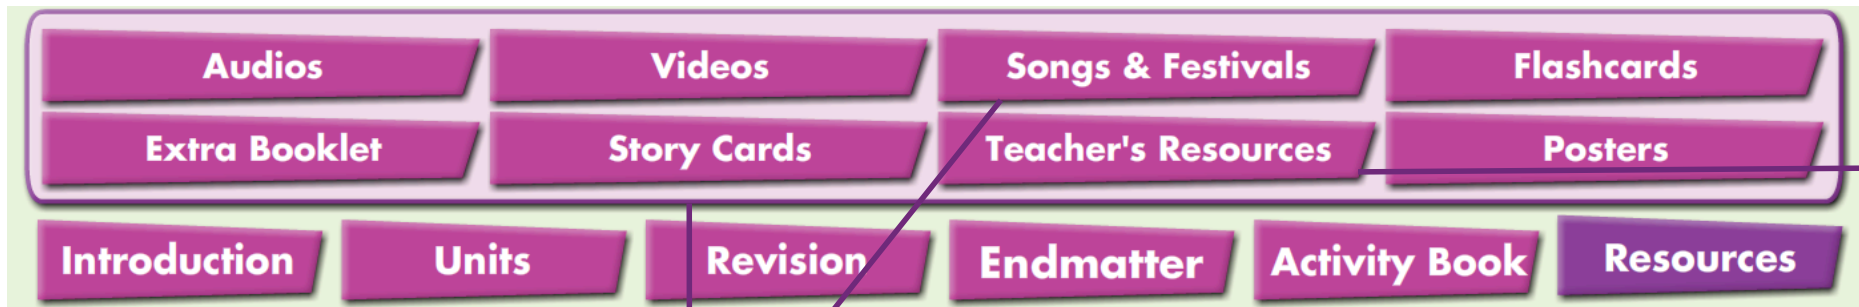 Audios Videos Songs & Festivals Flashcards
Extra Booklet Story Cards Teacher's Resources Posters
Introduction Units Revision Endmatter Activity Book Resources